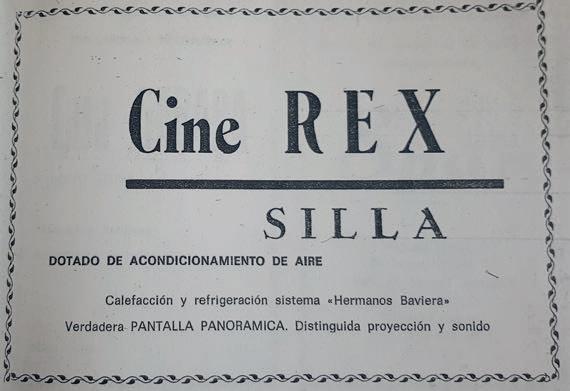 Cine REX
SILLA
DOTADO DE ACONDICIONAMIENTO DE AIRE
Calefacción y refrigeración sistema «Hermanos Baviera»
Verdadera PANTALLA PANORAMICA. Distinguida proyección y sonido